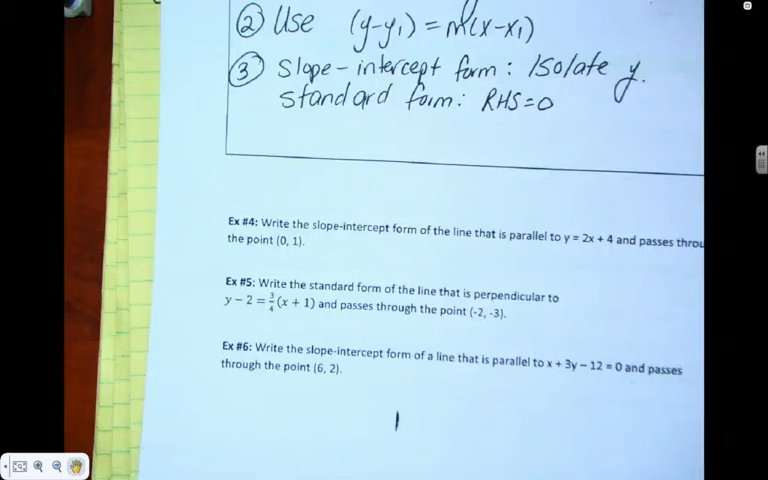 ② Use (y-y₁) = m(x-x₁)
③ Slope-intercept form: Isolate y.
standard form: RHS=0
Ex #4: Write the slope-intercept form of the line that is parallel to y = 2x + 4 and passes throu
the point (0, 1).
Ex #5: Write the standard form of the line that is perpendicular to
y − 2 = 3/4 (x + 1) and passes through the point (-2, -3).
Ex #6: Write the slope-intercept form of a line that is parallel to x + 3y − 12 = 0 and passes
through the point (6, 2).